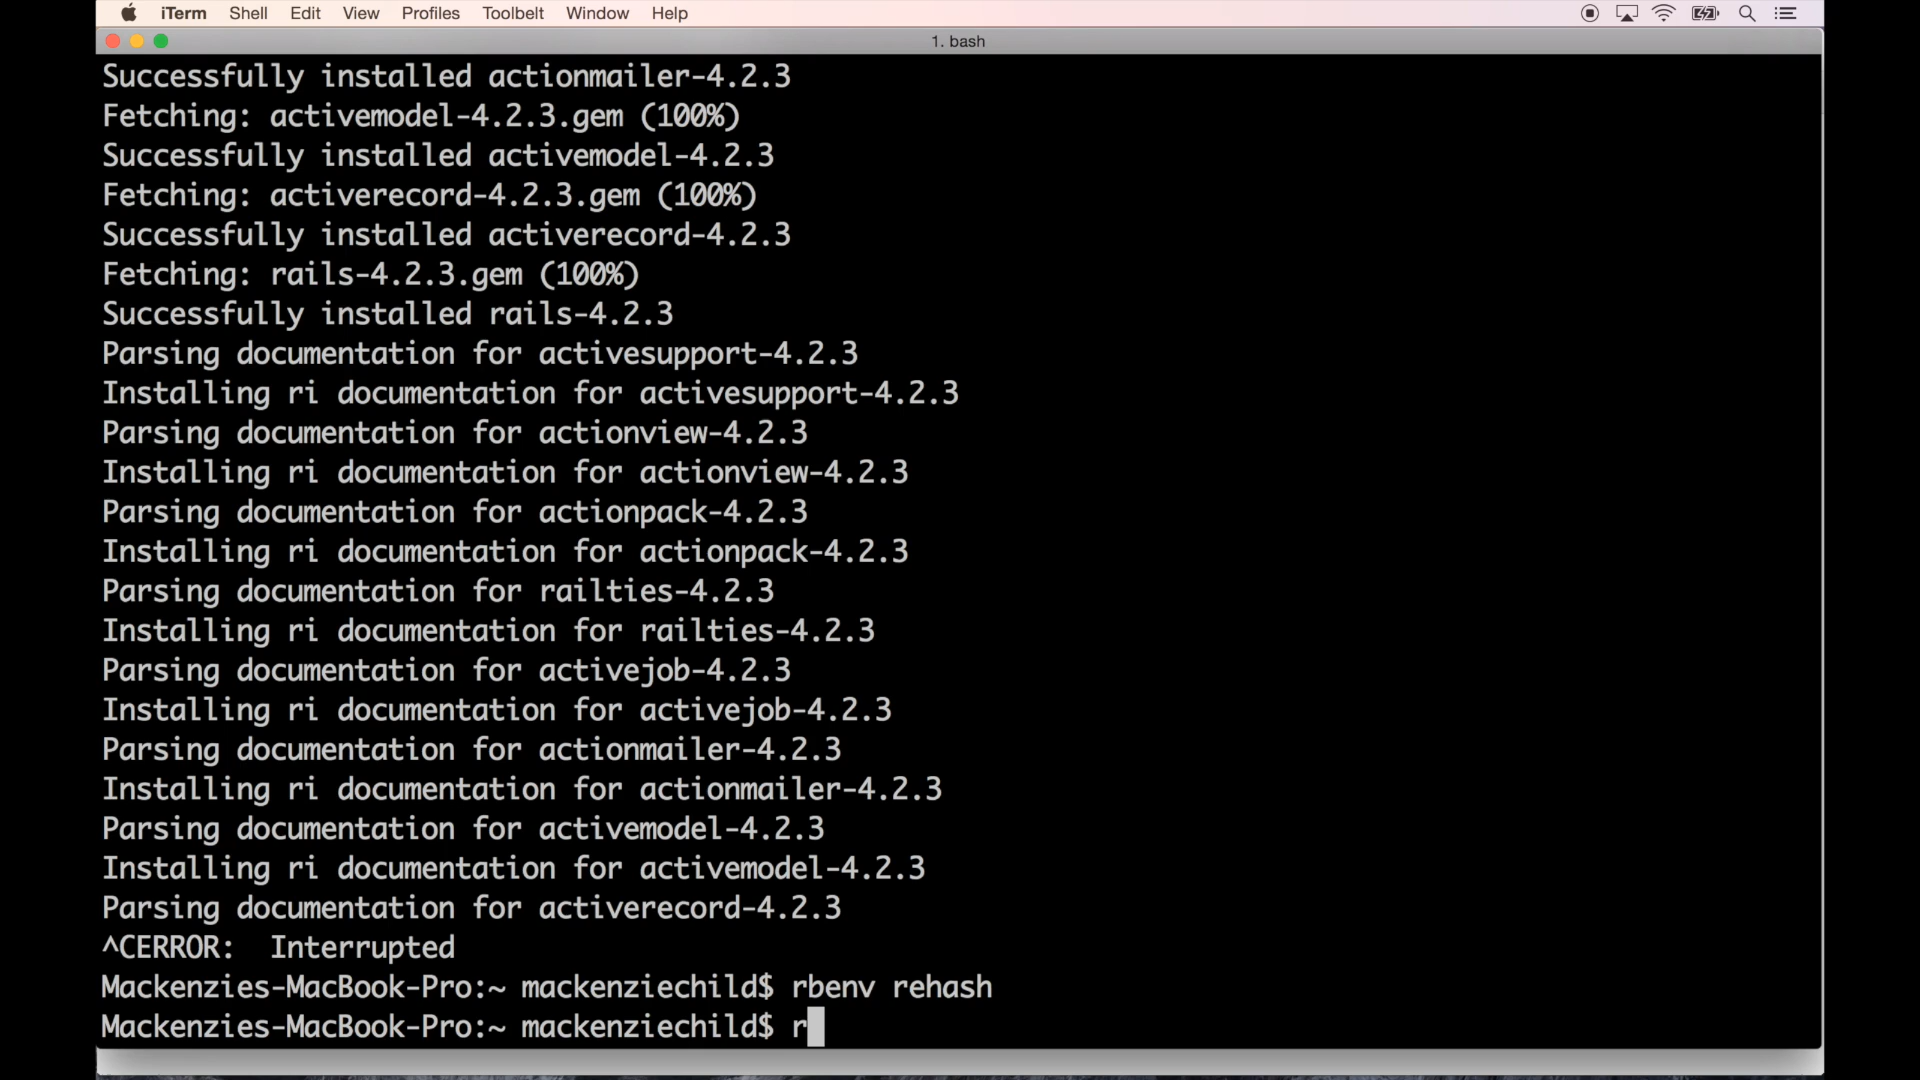 iTerm Shell Edit View Profiles Toolbelt Window Help
1. bash
Successfully installed actionmailer-4.2.3
Fetching: activemodel-4.2.3.gem (100%)
Successfully installed activemodel-4.2.3
Fetching: activerecord-4.2.3.gem (100%)
Successfully installed activerecord-4.2.3
Fetching: rails-4.2.3.gem (100%)
Successfully installed rails-4.2.3
Parsing documentation for activesupport-4.2.3
Installing ri documentation for activesupport-4.2.3
Parsing documentation for actionview-4.2.3
Installing ri documentation for actionview-4.2.3
Parsing documentation for actionpack-4.2.3
Installing ri documentation for actionpack-4.2.3
Parsing documentation for railties-4.2.3
Installing ri documentation for railties-4.2.3
Parsing documentation for activejob-4.2.3
Installing ri documentation for activejob-4.2.3
Parsing documentation for actionmailer-4.2.3
Installing ri documentation for actionmailer-4.2.3
Parsing documentation for activemodel-4.2.3
Installing ri documentation for activemodel-4.2.3
Parsing documentation for activerecord-4.2.3
^CERROR:  Interrupted
Mackenzies-MacBook-Pro:~ mackenziechild$ rbenv rehash
Mackenzies-MacBook-Pro:~ mackenziechild$ r